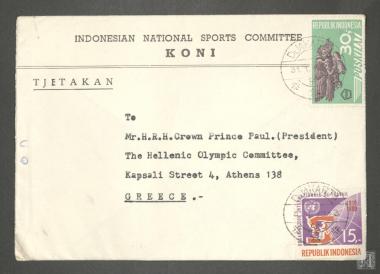 INDONESIAN NATIONAL SPORTS COMMITTEE
KONI
TJETAKAN
REPUBLIK INDONESIA
30.-
To
Mr.H.R.H.Crown Prince Paul.(President)
The Hellenic Olympic Committee,
Kapsali Street 4, Athens 138
GREECE.-
15.-
REPUBLIK INDONESIA